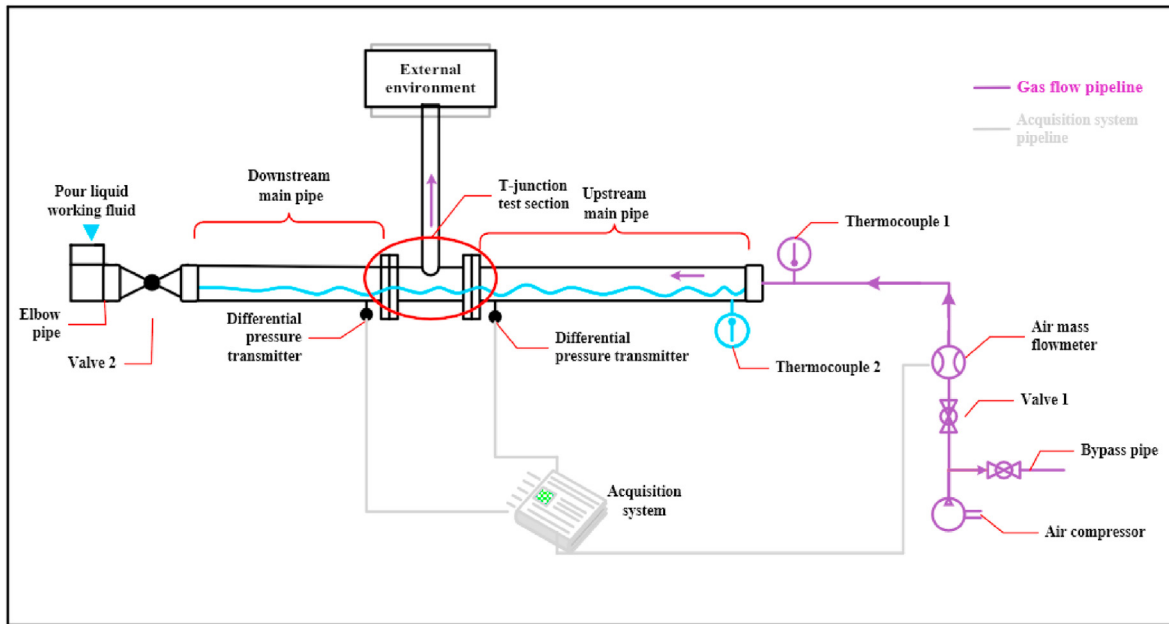 External
environment
Gas flow pipeline
Acquisition system
pipeline
Pour liquid
working fluid
Downstream
main pipe
T-junction
test section
Upstream
main pipe
Thermocouple 1
Elbow
pipe
Valve 2
Differential
pressure
transmitter
Differential
pressure transmitter
Thermocouple 2
Air mass
flowmeter
Valve 1
Bypass pipe
Acquisition
system
Air compressor